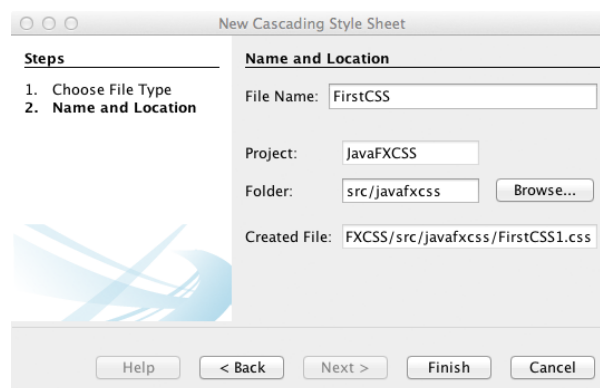 New Cascading Style Sheet
Steps
1. Choose File Type
2. Name and Location
Name and Location
File Name: FirstCSS
Project: JavaFXCSS
Folder: src/javafxcss Browse...
Created File: FXCSS/src/javafxcss/FirstCSS1.css
Help < Back Next > Finish Cancel